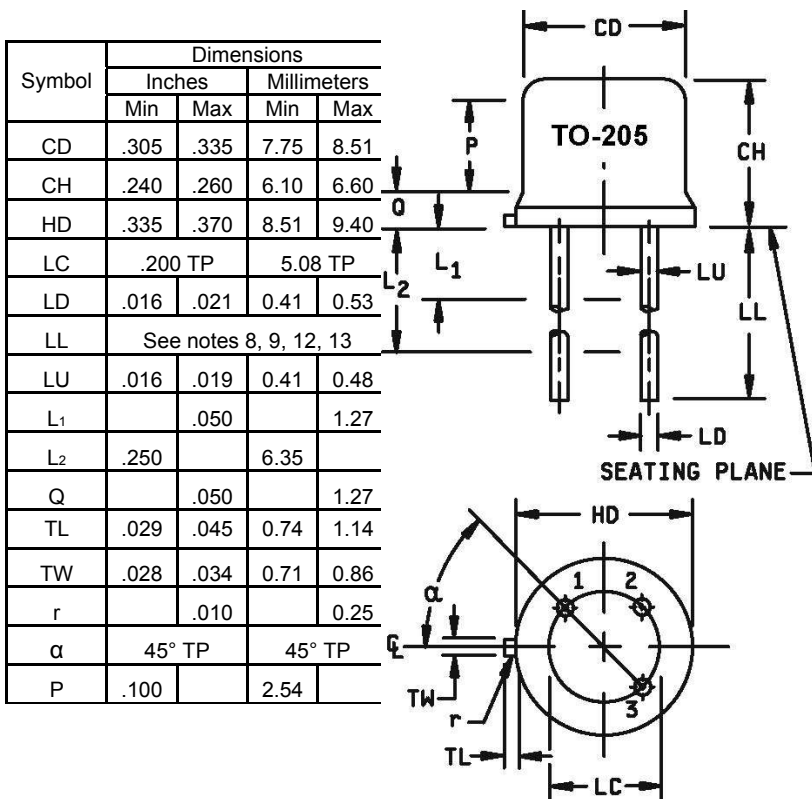 Symbol Dimensions
Inches Millimeters
Min Max Min Max
CD .305 .335 7.75 8.51
CH .240 .260 6.10 6.60
HD .335 .370 8.51 9.40
LC .200 TP 5.08 TP
LD .016 .021 0.41 0.53
LL See notes 8, 9, 12, 13
LU .016 .019 0.41 0.48
L1 .050 1.27
L2 .250 6.35
Q .050 1.27
TL .029 .045 0.74 1.14
TW .028 .034 0.71 0.86
r .010 0.25
α 45° TP 45° TP
P .100 2.54
CD
TO-205
P
CH
Q
L1
L2
LU
LL
LD
SEATING PLANE
HD
α
1 2
℄
TW
r
3
TL
LC